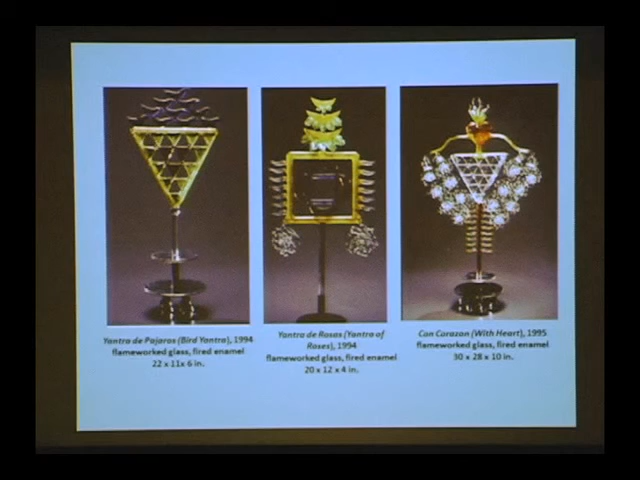 Yantra de Pajaros (Bird Yantra), 1994
flameworked glass, fired enamel
22 x 11x 6 in.
Yantra de Rosas (Yantra of
Roses), 1994
flameworked glass, fired enamel
20 x 12 x 4 in.
Con Corazon (With Heart), 1995
flameworked glass, fired enamel
30 x 28 x 10 in.